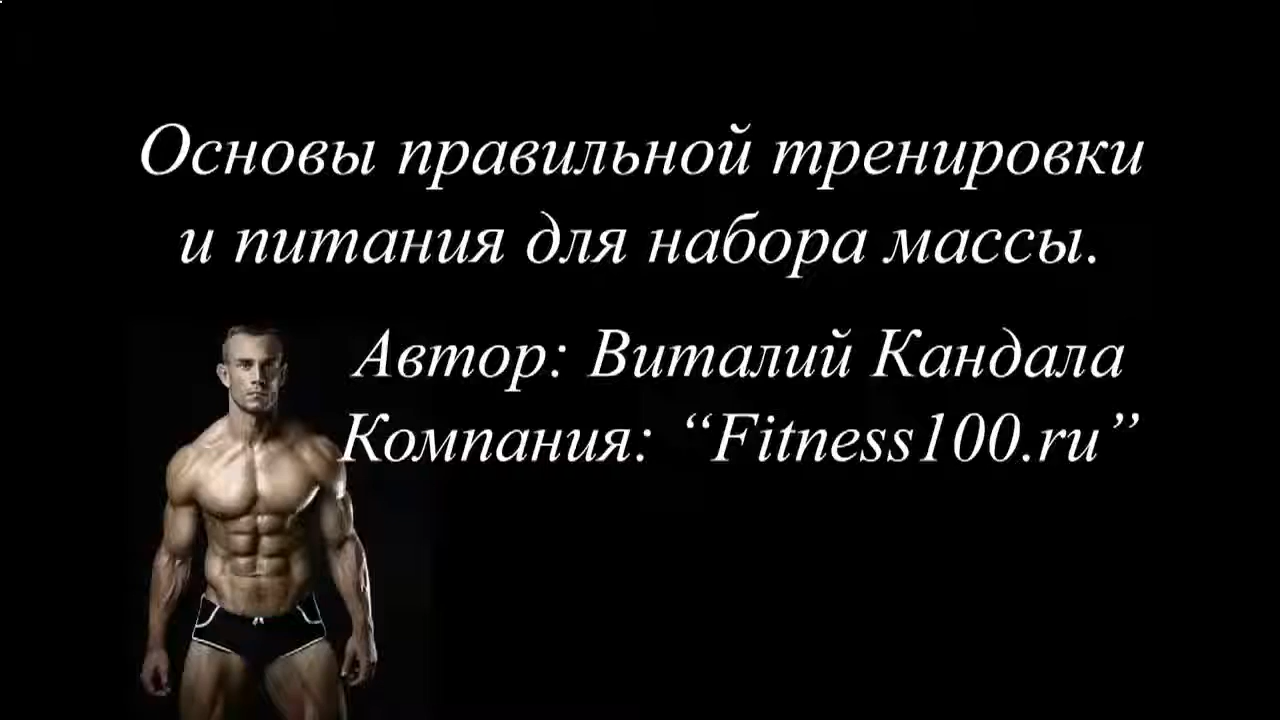 Основы правильной тренировки
и питания для набора массы.
Автор: Виталий Кандала
Компания: “Fitness100.ru”